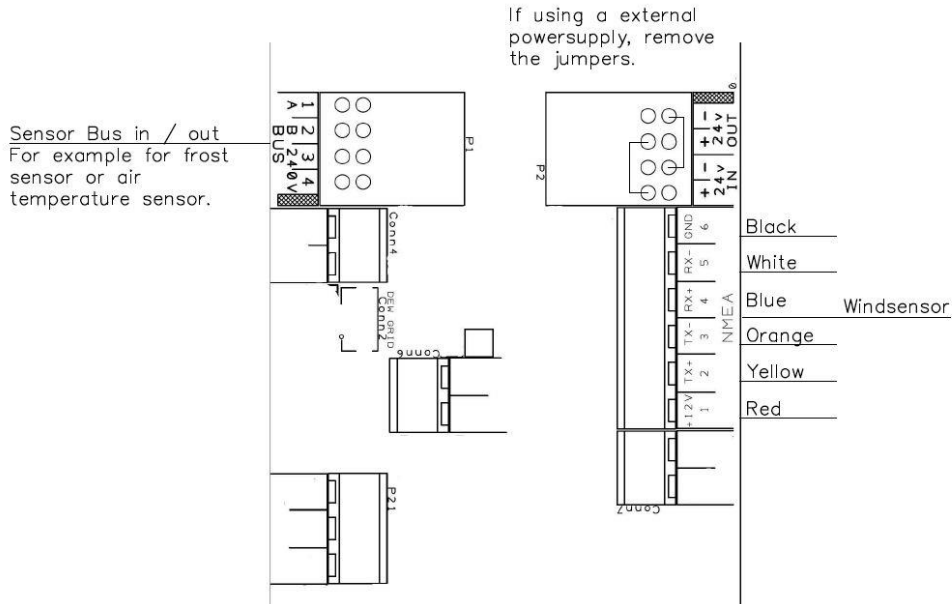 If using a external
powersupply, remove
the jumpers.
Sensor Bus in / out
For example for frost
sensor or air
temperature sensor.
1 2 3 4
A B 240V
BUS
P1
P2
- + - +
24v 24v
OUT IN
0
Conn4
DEW GRID
Conn2
Conn6
P21
Conn7
GND 6
RX- 5
RX+ 4
TX- 3
TX+ 2
+12V 1
NMEA
Black
White
Blue
Windsensor
Orange
Yellow
Red